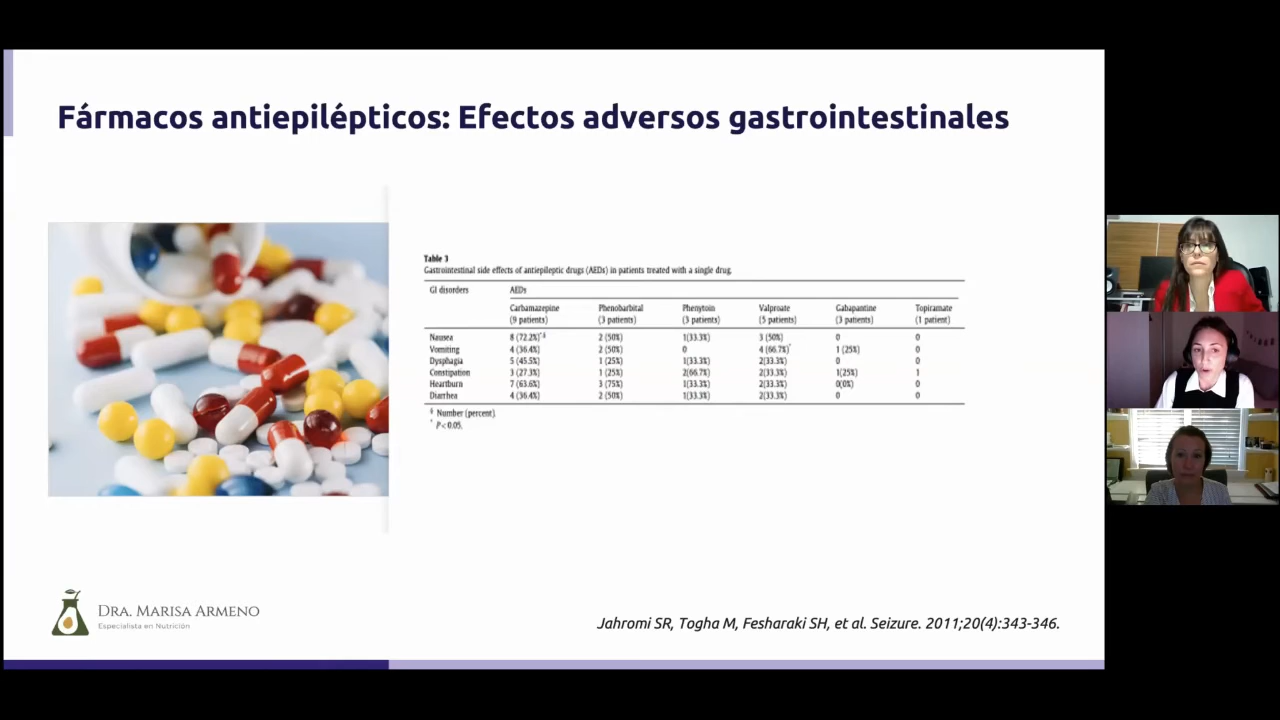 Fármacos antiepilépticos: Efectos adversos gastrointestinales
Table 3
Gastrointestinal side effects of antiepileptic drugs (AEDs) in patients treated with a single drug.
GI disorders AEDs
Carbamazepine Phenobarbital Phenytoin Valproate Gabapantine Topiramate
(9 patients) (3 patients) (3 patients) (5 patients) (3 patients) (1 patient)
Nausea 8 (72.2%)*‡ 2 (50%) 1(33.3%) 3 (50%) 0 0
Vomiting 4 (36.4%) 2 (50%) 0 4 (66.7%)* 1 (25%) 0
Dysphagia 5 (45.5%) 1 (25%) 1(33.3%) 2(33.3%) 0 0
Constipation 3 (27.3%) 1 (25%) 2(66.7%) 2(33.3%) 1(25%) 1
Heartburn 7 (63.6%) 3 (75%) 1(33.3%) 2(33.3%) 0(0%) 0
Diarrhea 4 (36.4%) 2 (50%) 1(33.3%) 2(33.3%) 0 0
‡ Number (percent).
* P<0.05.
DRA. MARISA ARMENO
Especialista en Nutrición
Jahromi SR, Togha M, Fesharaki SH, et al. Seizure. 2011;20(4):343-346.